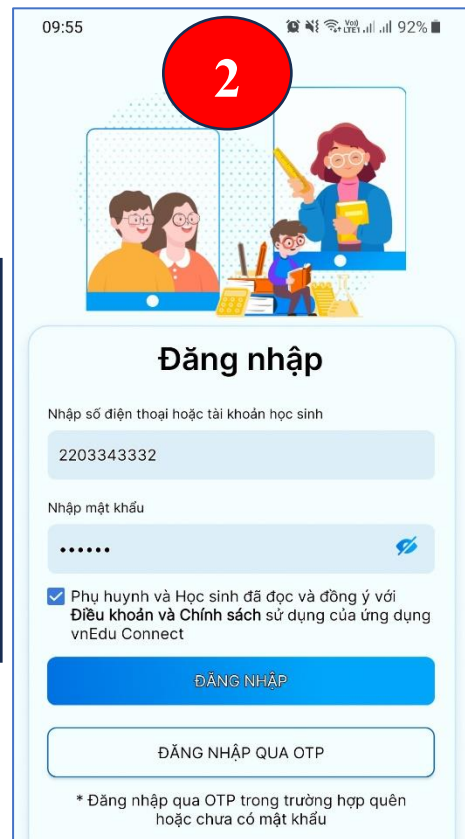 09:55
Vo)) LTE1 92%
2
Đăng nhập
Nhập số điện thoại hoặc tài khoản học sinh
2203343332
Nhập mật khẩu
••••••
Phụ huynh và Học sinh đã đọc và đồng ý với
Điều khoản và Chính sách sử dụng của ứng dụng
vnEdu Connect
ĐĂNG NHẬP
ĐĂNG NHẬP QUA OTP
* Đăng nhập qua OTP trong trường hợp quên
hoặc chưa có mật khẩu